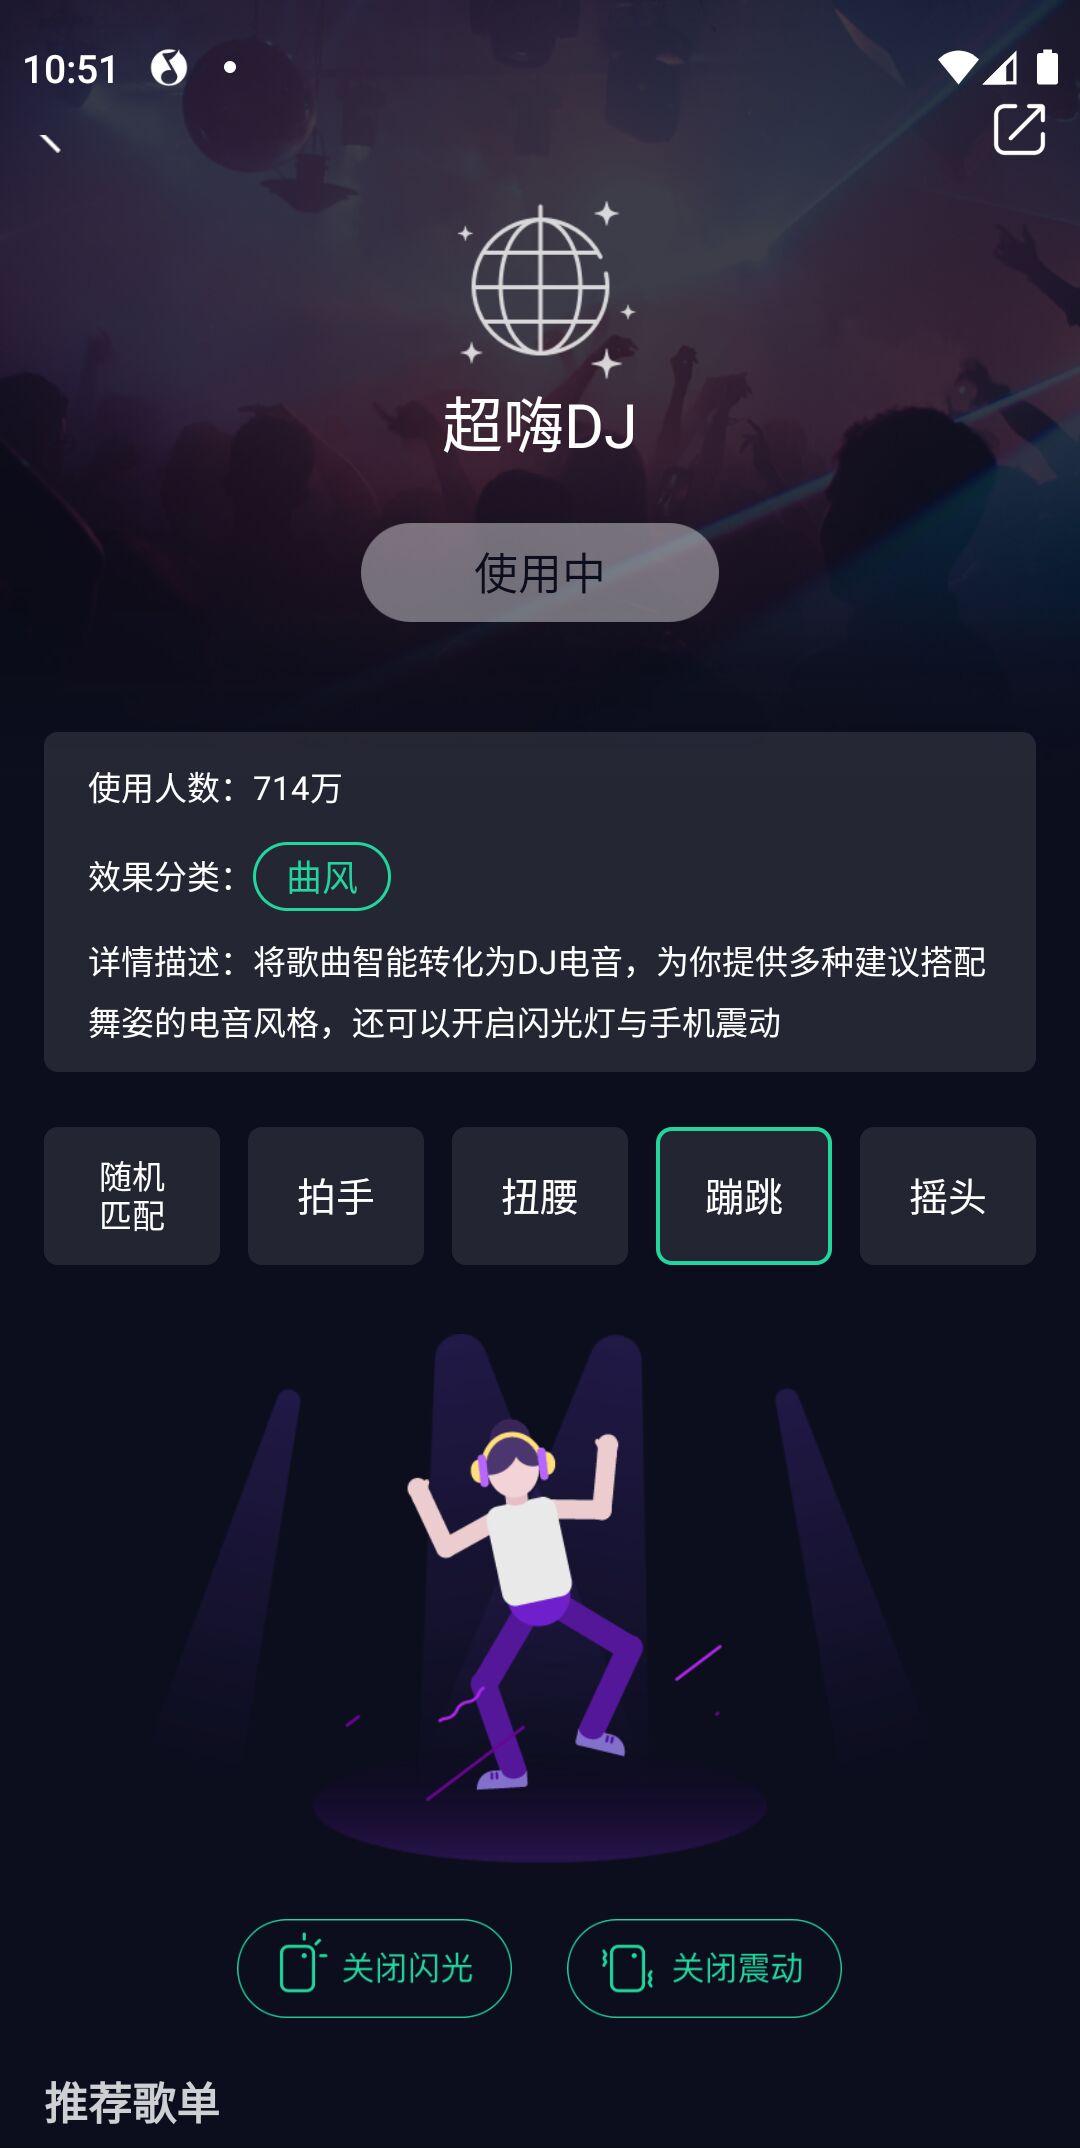 10:51
超嗨DJ
使用中
使用人数：714万
效果分类：曲风
详情描述：将歌曲智能转化为DJ电音，为你提供多种建议搭配
舞姿的电音风格，还可以开启闪光灯与手机震动
随机
匹配
拍手
扭腰
蹦跳
摇头
关闭闪光
关闭震动
推荐歌单